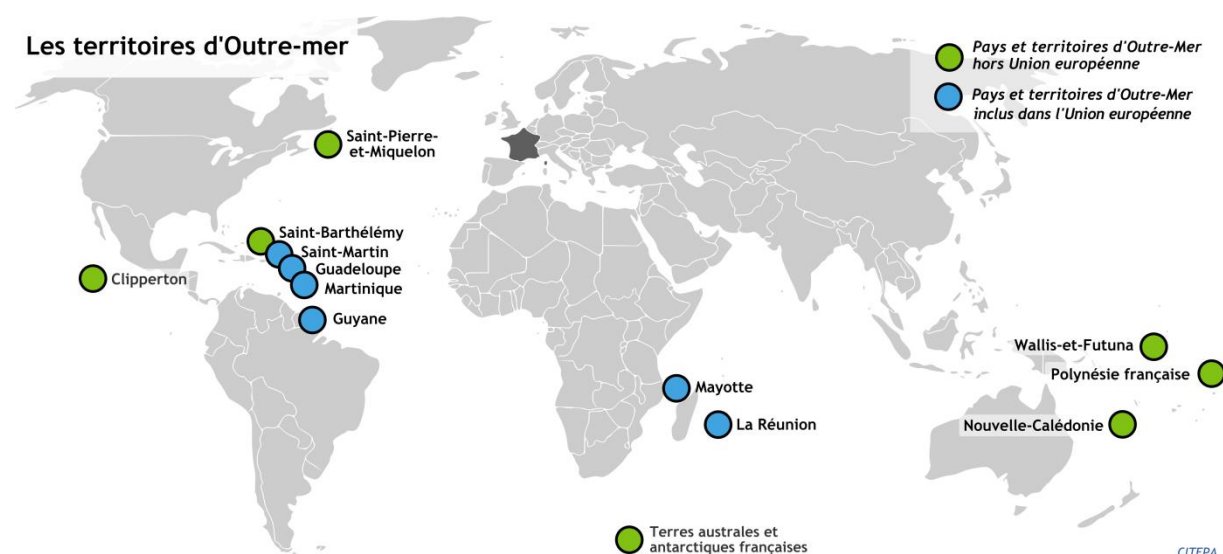 Les territoires d'Outre-mer
Pays et territoires d'Outre-Mer
hors Union européenne
Pays et territoires d'Outre-Mer
inclus dans l'Union européenne
Saint-Pierre-
et-Miquelon
Saint-Barthélémy
Saint-Martin
Guadeloupe
Martinique
Clipperton
Guyane
Wallis-et-Futuna
Polynésie française
Mayotte
La Réunion
Nouvelle-Calédonie
Terres australes et
antarctiques françaises
CITEPA